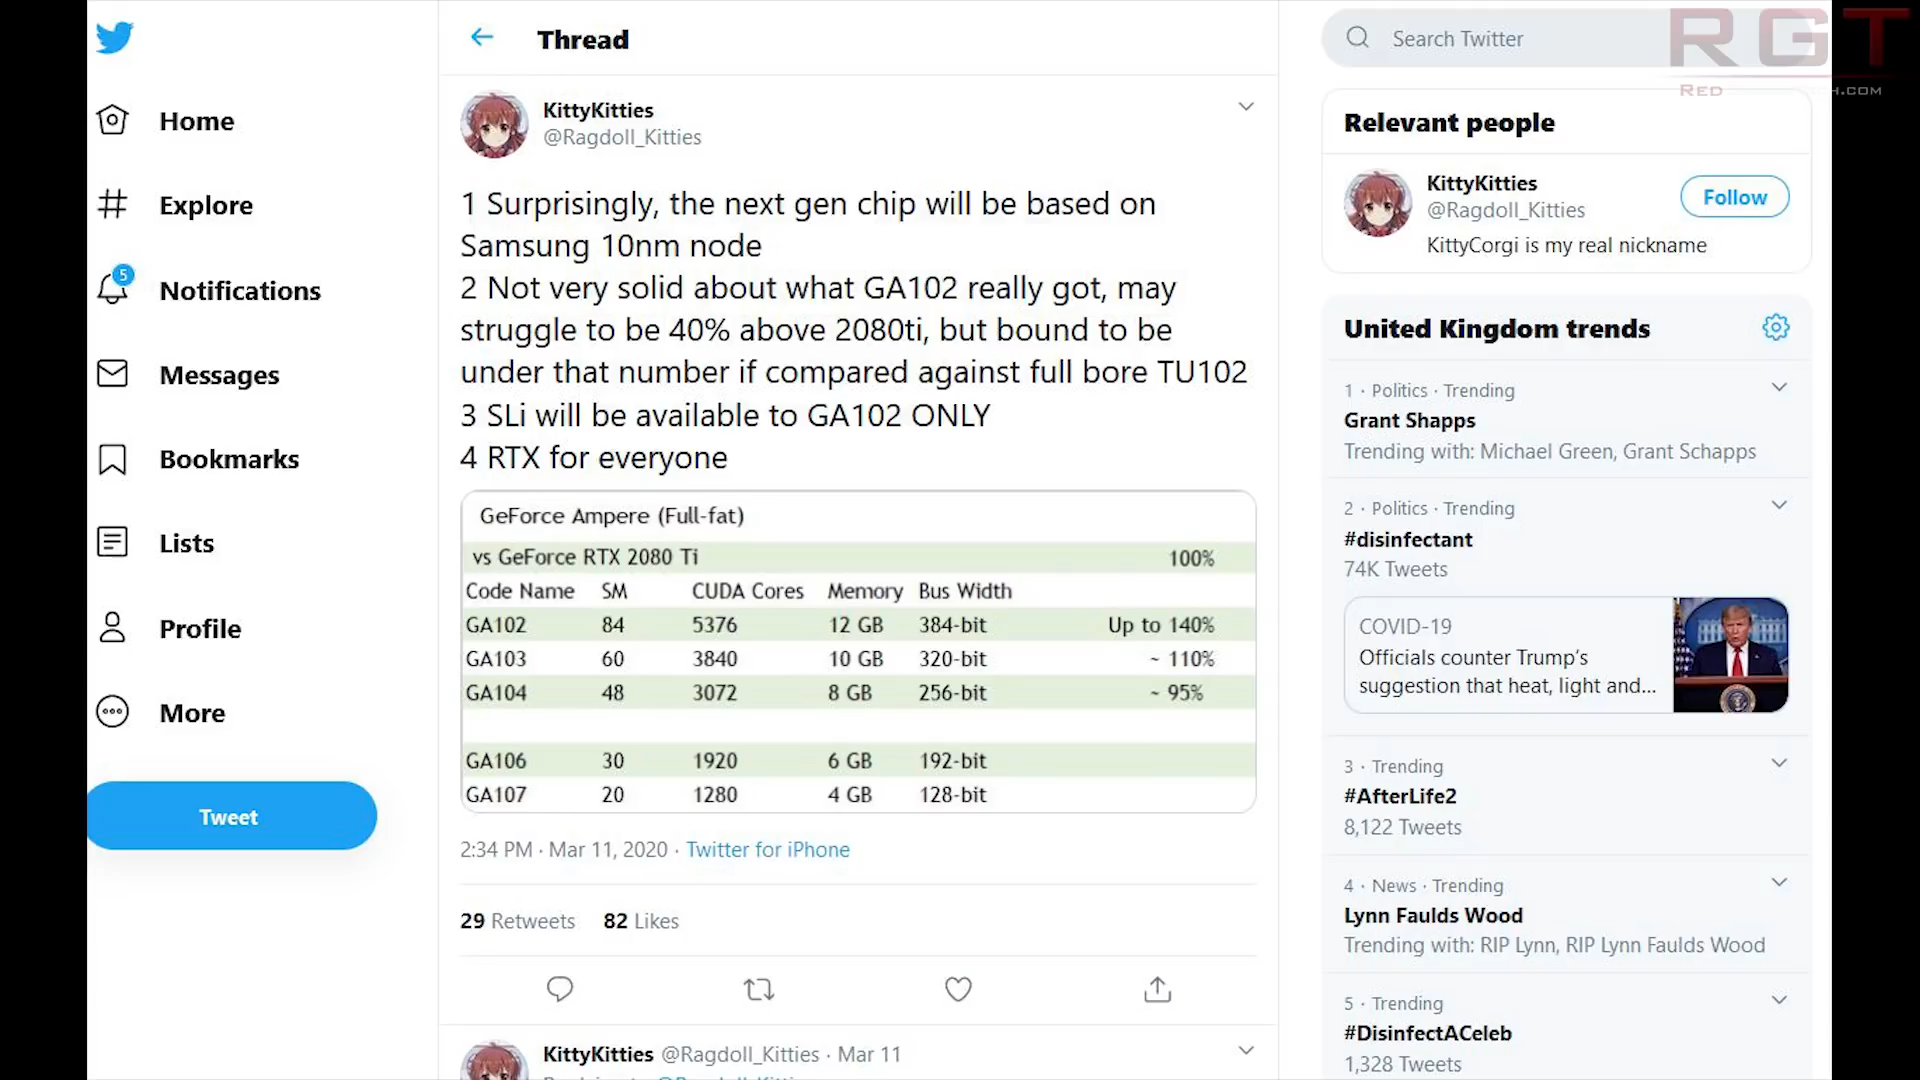 Home
Explore
5
Notifications
Messages
Bookmarks
Lists
Profile
More
Tweet
Thread
KittyKitties
@Ragdoll_Kitties
1 Surprisingly, the next gen chip will be based on
Samsung 10nm node
2 Not very solid about what GA102 really got, may
struggle to be 40% above 2080ti, but bound to be
under that number if compared against full bore TU102
3 SLi will be available to GA102 ONLY
4 RTX for everyone
GeForce Ampere (Full-fat)
vs GeForce RTX 2080 Ti 100%
Code Name SM CUDA Cores Memory Bus Width
GA102 84 5376 12 GB 384-bit Up to 140%
GA103 60 3840 10 GB 320-bit ~ 110%
GA104 48 3072 8 GB 256-bit ~ 95%
GA106 30 1920 6 GB 192-bit
GA107 20 1280 4 GB 128-bit
2:34 PM · Mar 11, 2020 · Twitter for iPhone
29 Retweets 82 Likes
KittyKitties @Ragdoll_Kitties · Mar 11
Search Twitter
RGT
RED
.COM
Relevant people
KittyKitties
@Ragdoll_Kitties
Follow
KittyCorgi is my real nickname
United Kingdom trends
1 · Politics · Trending
Grant Shapps
Trending with: Michael Green, Grant Schapps
2 · Politics · Trending
#disinfectant
74K Tweets
COVID-19
Officials counter Trump's
suggestion that heat, light and...
3 · Trending
#AfterLife2
8,122 Tweets
4 · News · Trending
Lynn Faulds Wood
Trending with: RIP Lynn, RIP Lynn Faulds Wood
5 · Trending
#DisinfectACeleb
1,328 Tweets